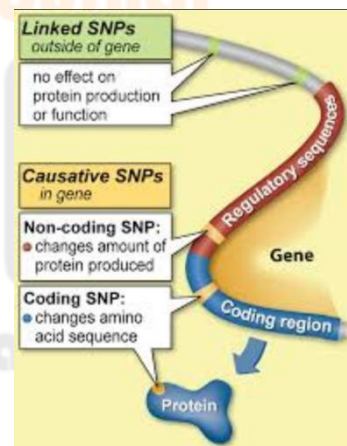 Linked SNPs
outside of gene
no effect on
protein production
or function
Causative SNPs
in gene
Non-coding SNP:
changes amount of
protein produced
Coding SNP:
changes amino
acid sequence
Regulatory sequences
Gene
Coding region
Protein